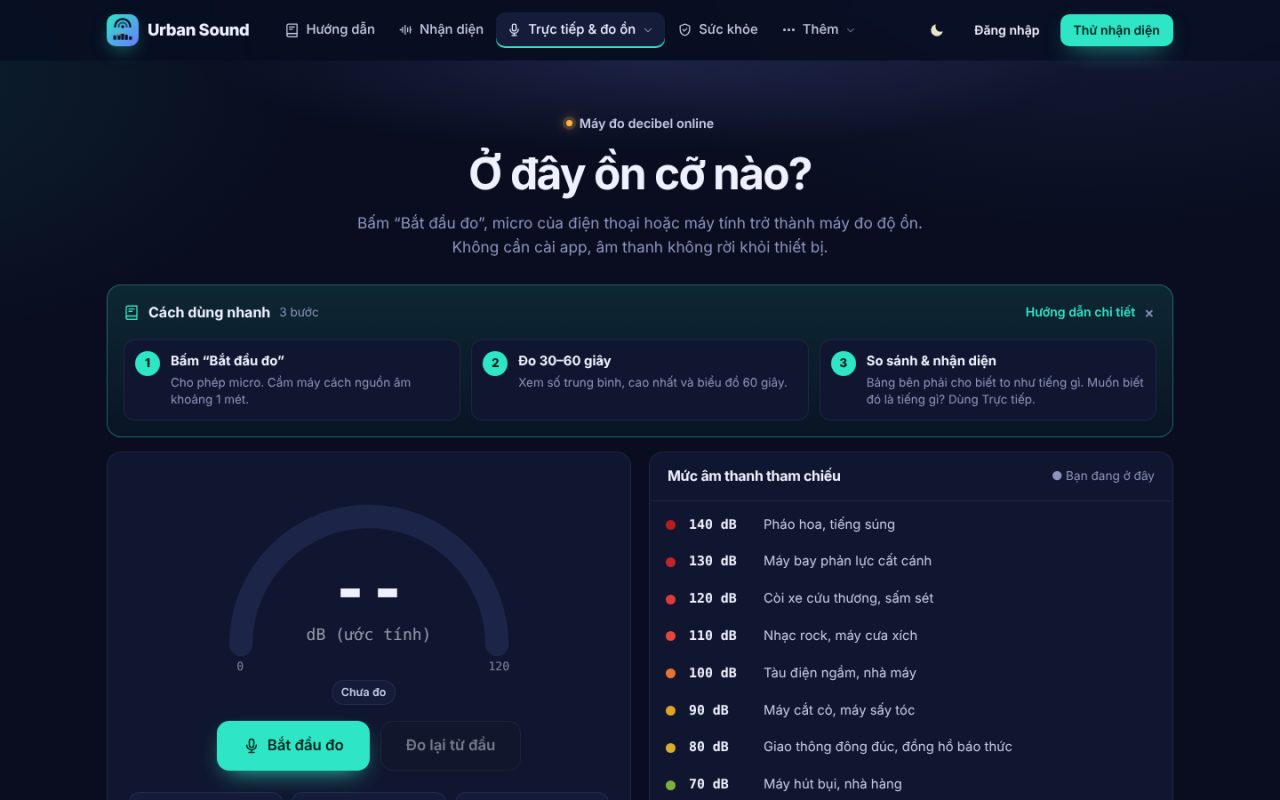 Urban Sound
Hướng dẫn
Nhận diện
Trực tiếp & đo ồn
Sức khỏe
Thêm
Đăng nhập
Thử nhận diện
Máy đo decibel online
Ở đây ồn cỡ nào?
Bấm “Bắt đầu đo”, micro của điện thoại hoặc máy tính trở thành máy đo độ ồn.
Không cần cài app, âm thanh không rời khỏi thiết bị.
Cách dùng nhanh 3 bước
Hướng dẫn chi tiết ×
1 Bấm “Bắt đầu đo”
Cho phép micro. Cầm máy cách nguồn âm
khoảng 1 mét.
2 Đo 30–60 giây
Xem số trung bình, cao nhất và biểu đồ 60 giây.
3 So sánh & nhận diện
Bảng bên phải cho biết to như tiếng gì. Muốn biết
đó là tiếng gì? Dùng Trực tiếp.
--
dB (ước tính)
0
120
Chưa đo
Bắt đầu đo
Đo lại từ đầu
Mức âm thanh tham chiếu
Bạn đang ở đây
140 dB Pháo hoa, tiếng súng
130 dB Máy bay phản lực cất cánh
120 dB Còi xe cứu thương, sấm sét
110 dB Nhạc rock, máy cưa xích
100 dB Tàu điện ngầm, nhà máy
90 dB Máy cắt cỏ, máy sấy tóc
80 dB Giao thông đông đúc, đồng hồ báo thức
70 dB Máy hút bụi, nhà hàng